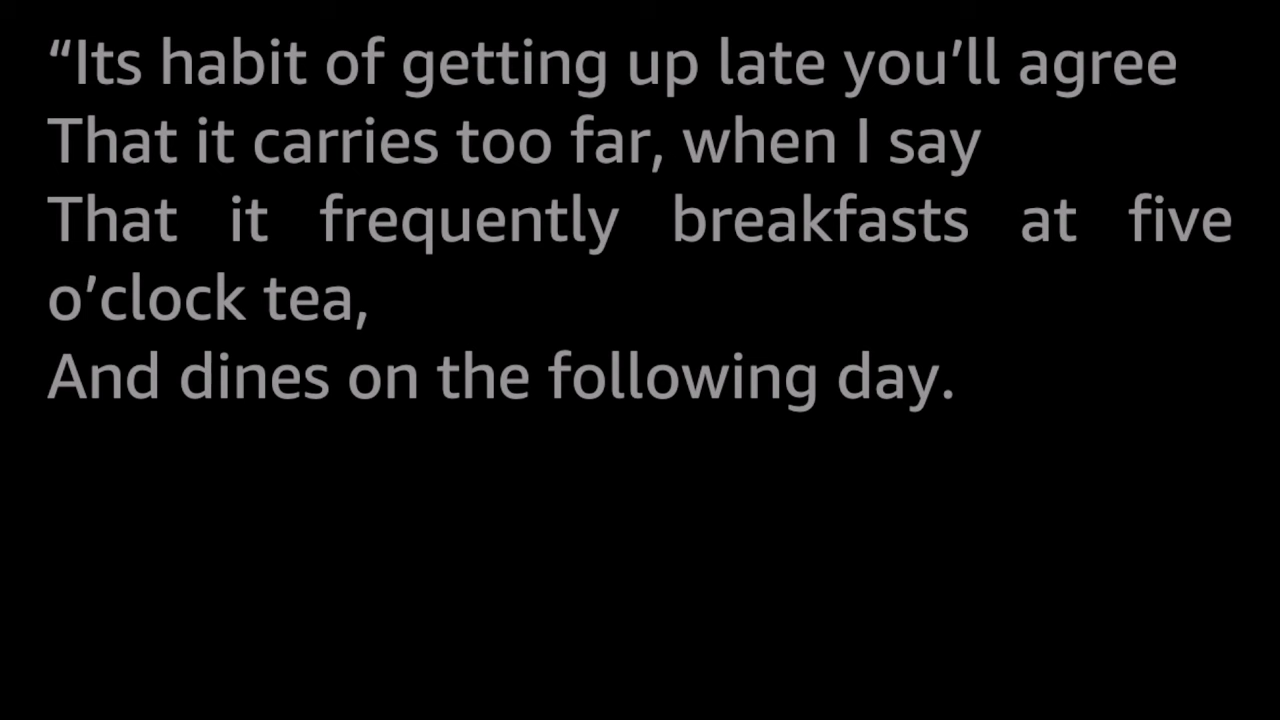 “Its habit of getting up late you’ll agree
That it carries too far, when I say
That it frequently breakfasts at five
o’clock tea,
And dines on the following day.